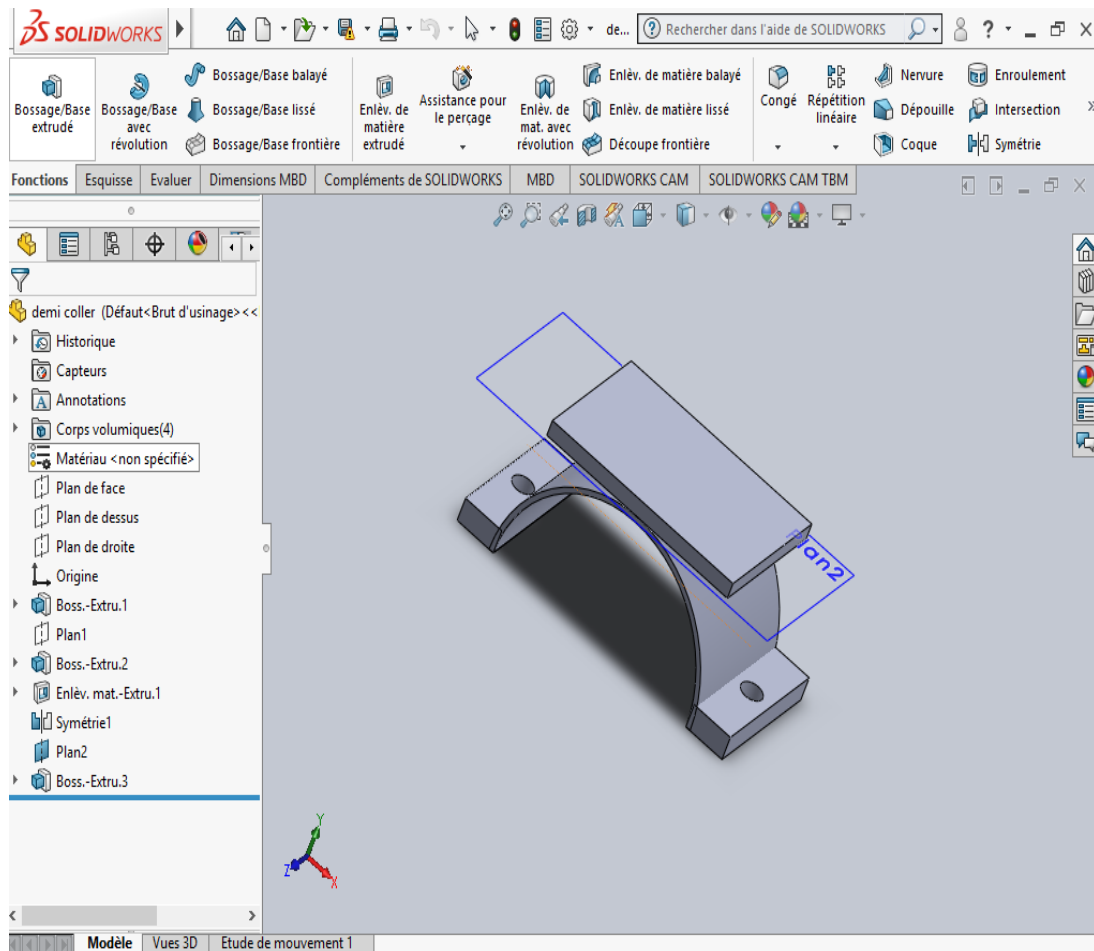 SOLIDWORKS
de...
Rechercher dans l'aide de SOLIDWORKS
?
Bossage/Base extrudé
Bossage/Base avec révolution
Bossage/Base balayé
Bossage/Base lissé
Bossage/Base frontière
Enlèv. de matière extrudé
Assistance pour le perçage
Enlèv. de mat. avec révolution
Enlèv. de matière balayé
Enlèv. de matière lissé
Découpe frontière
Congé
Répétition linéaire
Nervure
Dépouille
Coque
Enroulement
Intersection
Symétrie
Fonctions Esquisse Evaluer Dimensions MBD Compléments de SOLIDWORKS MBD SOLIDWORKS CAM SOLIDWORKS CAM TBM
demi coller (Défaut<Brut d'usinage><<
Historique
Capteurs
A Annotations
Corps volumiques(4)
Matériau <non spécifié>
Plan de face
Plan de dessus
Plan de droite
Origine
Boss.-Extru.1
Plan1
Boss.-Extru.2
Enlèv. mat.-Extru.1
Symétrie1
Plan2
Boss.-Extru.3
Plan2
Y
Z
X
Modèle Vues 3D Etude de mouvement 1